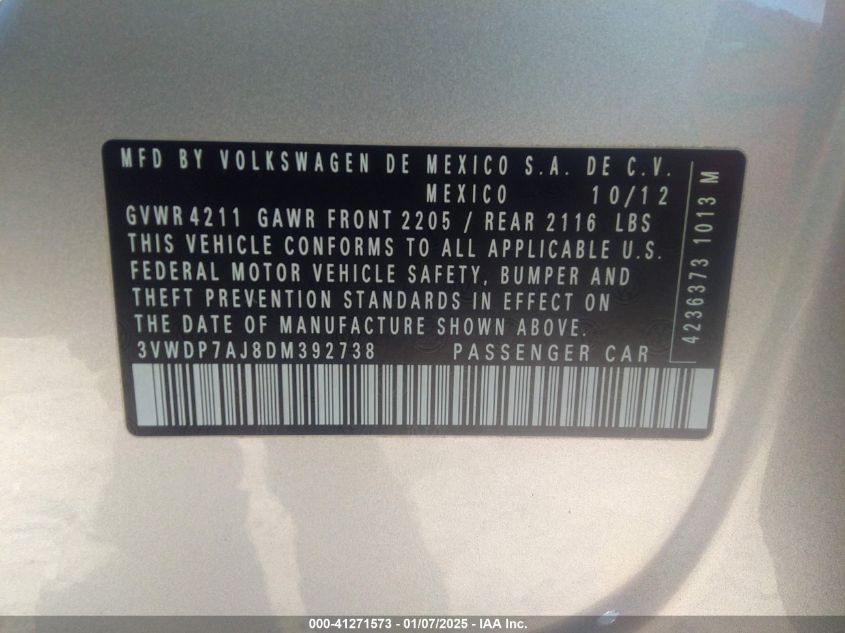 MFD BY VOLKSWAGEN DE MEXICO S.A. DE C.V.
MEXICO 10/12
GVWR 4211 GAWR FRONT 2205 / REAR 2116 LBS
THIS VEHICLE CONFORMS TO ALL APPLICABLE U.S.
FEDERAL MOTOR VEHICLE SAFETY, BUMPER AND
THEFT PREVENTION STANDARDS IN EFFECT ON
THE DATE OF MANUFACTURE SHOWN ABOVE.
3VWDP7AJ8DM392738 PASSENGER CAR
4236373 1013 M
000-41271573 - 01/07/2025 - IAA Inc.